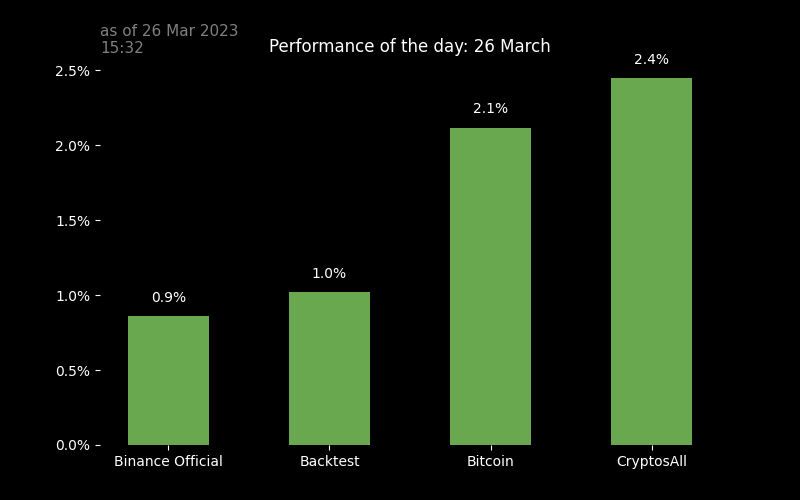 as of 26 Mar 2023
15:32
Performance of the day: 26 March
2.5%
2.0%
1.5%
1.0%
0.5%
0.0%
0.9%
1.0%
2.1%
2.4%
Binance Official
Backtest
Bitcoin
CryptosAll